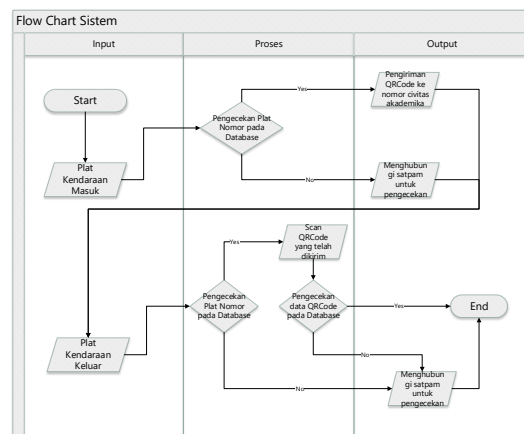 Flow Chart Sistem
Input
Proses
Output
Start
Plat
Kendaraan
Masuk
Pengecekan Plat
Nomor pada
Database
Yes
Pengiriman
QRCode ke
nomor civitas
akademika
No
Menghubun
gi satpam
untuk
pengecekan
Plat
Kendaraan
Keluar
Pengecekan
Plat Nomor
pada Database
Yes
Scan
QRCode
yang telah
dikirim
Pengecekan
data QRCode
pada Database
Yes
End
No
No
Menghubun
gi satpam
untuk
pengecekan